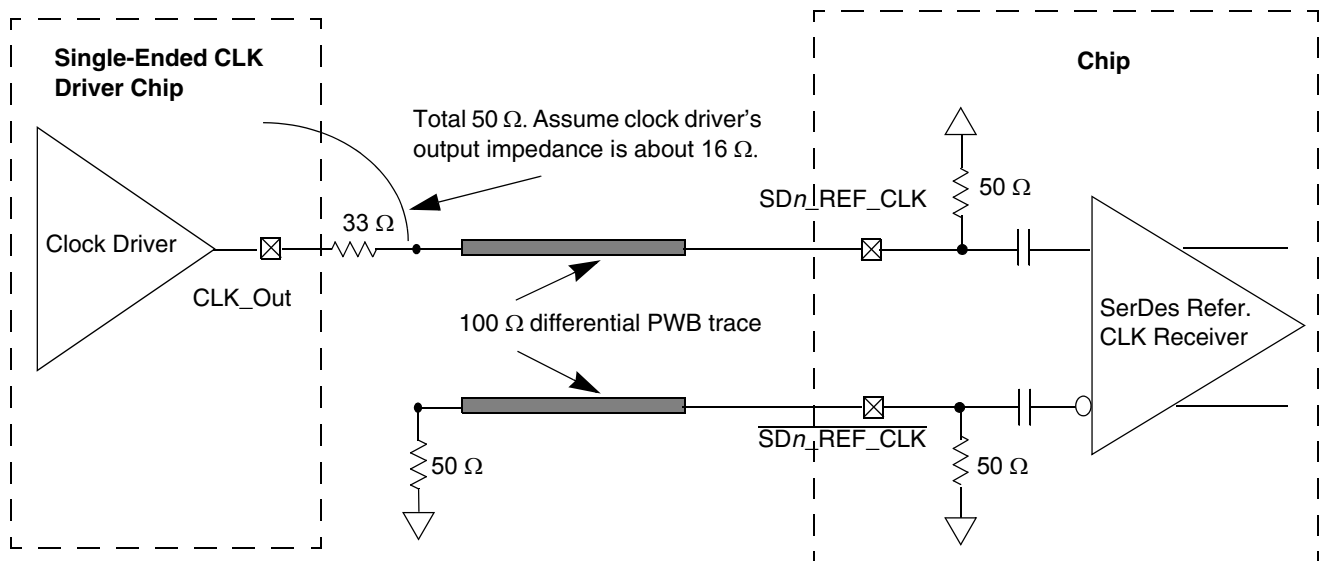 Single-Ended CLK
Driver Chip
Chip
Total 50 Ω. Assume clock driver's
output impedance is about 16 Ω.
SDn_REF_CLK
50 Ω
33 Ω
Clock Driver
CLK_Out
100 Ω differential PWB trace
SerDes Refer.
CLK Receiver
SDn_REF_CLK
50 Ω
50 Ω